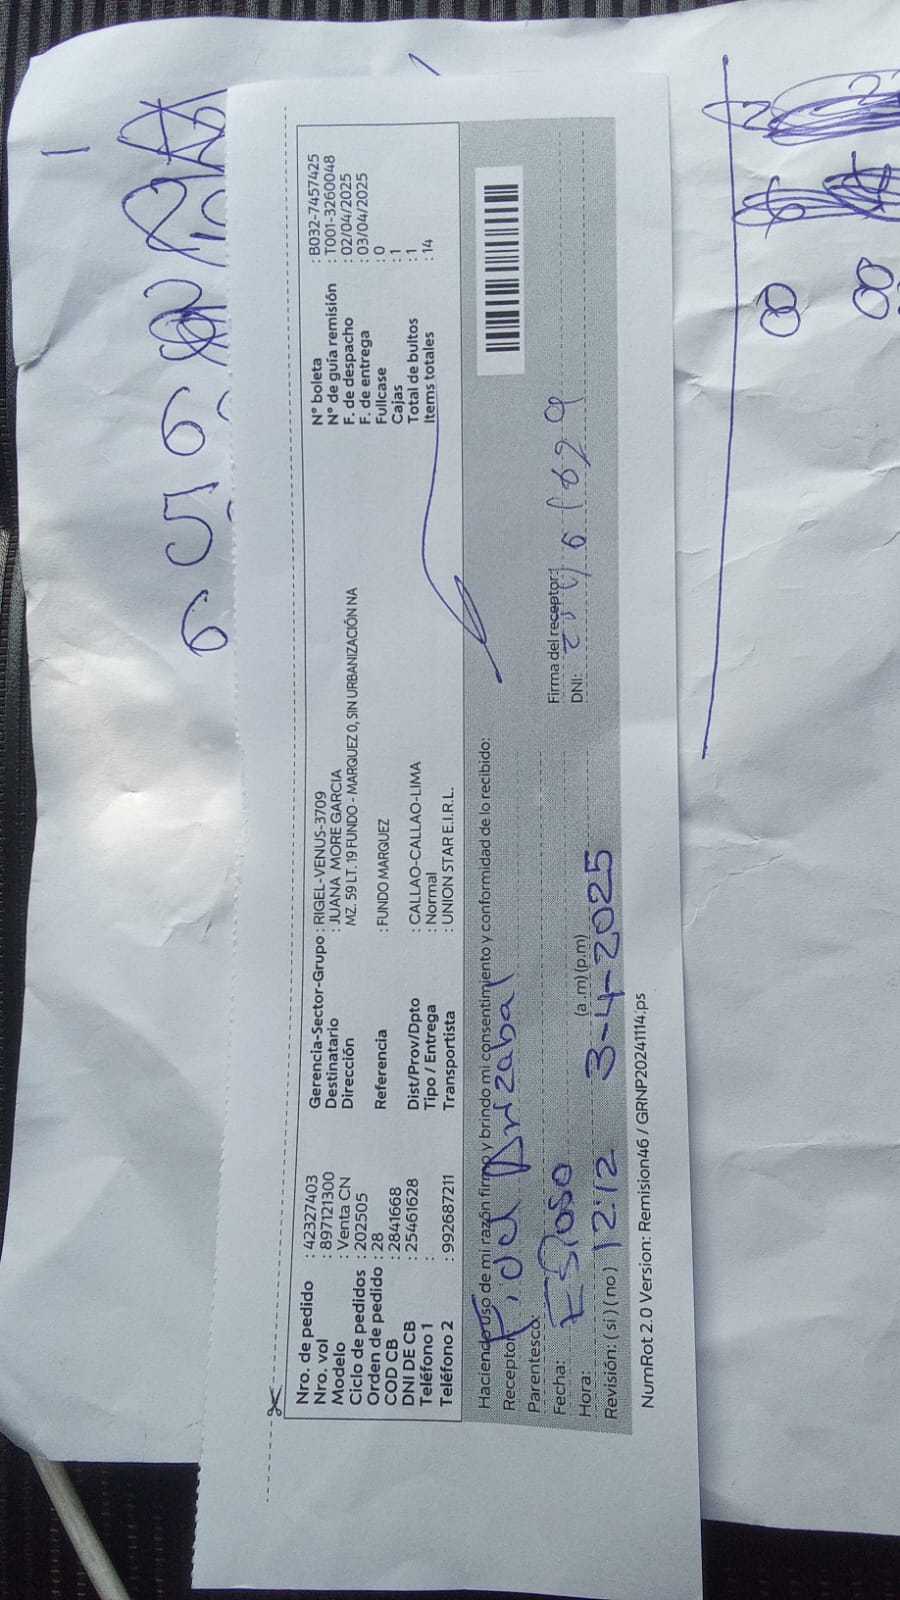 Nro. de pedido : 42327403
Nro. vol : 897121300
Modelo : Venta CN
Ciclo de pedidos : 202505
Orden de pedido : 28
COD CB : 2841668
DNI DE CB : 25461628
Teléfono 1 :
Teléfono 2 : 992687211
Gerencia-Sector-Grupo : RIGEL-VENUS-3709
Destinatario : JUANA MORE GARCIA
Dirección MZ. 59 LT. 19 FUNDO - MARQUEZ 0, SIN URBANIZACIÓN NA
Referencia : FUNDO MARQUEZ
Dist/Prov/Dpto : CALLAO-CALLAO-LIMA
Tipo / Entrega : Normal
Transportista : UNION STAR E.I.R.L.
N° boleta : B032-7457425
N° de guía remisión : T001-3260048
F. de despacho : 02/04/2025
F. de entrega : 03/04/2025
Fullcase : 0
Cajas : 1
Total de bultos : 1
Items totales : 14
Haciendo uso de mi razón firmo y brindo mi consentimiento y conformidad de lo recibido:
Receptor: Fidel
Parentesco: Esposo
Fecha:
Hora: (a.m) (p.m)
Revisión: (si) (no) 12:12 3-4-2025
Firma del receptor:
DNI:
NumRot 2.0 Version: Remision46 / GRNP20241114.ps